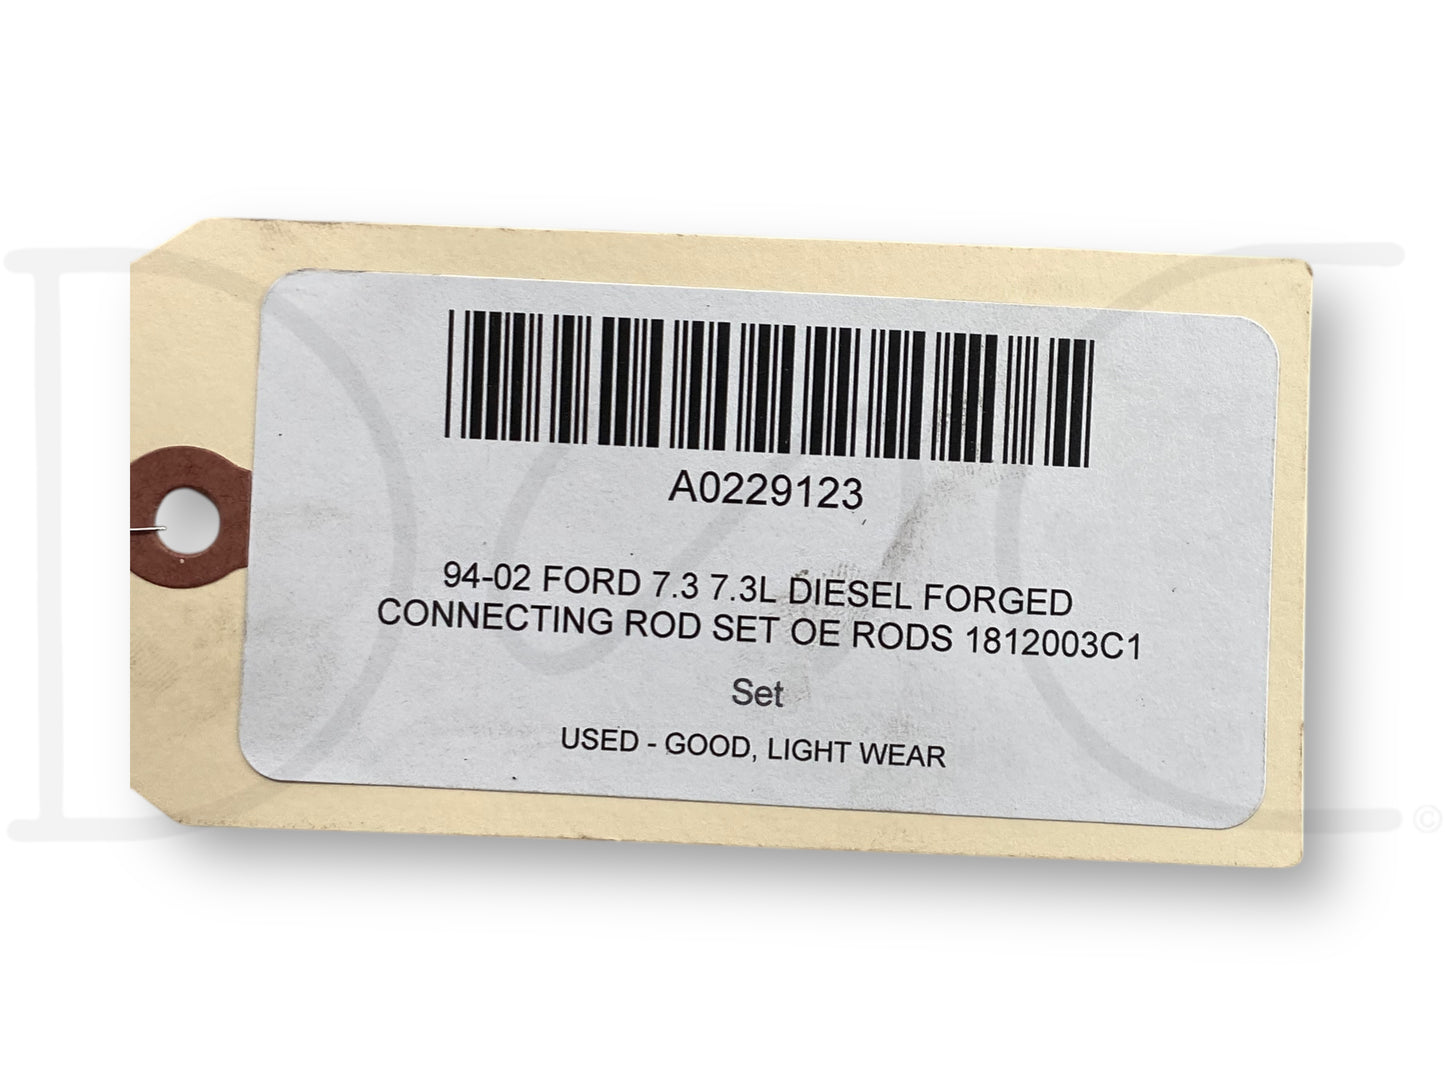 A0229123
94-02 FORD 7.3 7.3L DIESEL FORGED
CONNECTING ROD SET OE RODS 1812003C1
Set
USED - GOOD, LIGHT WEAR
©